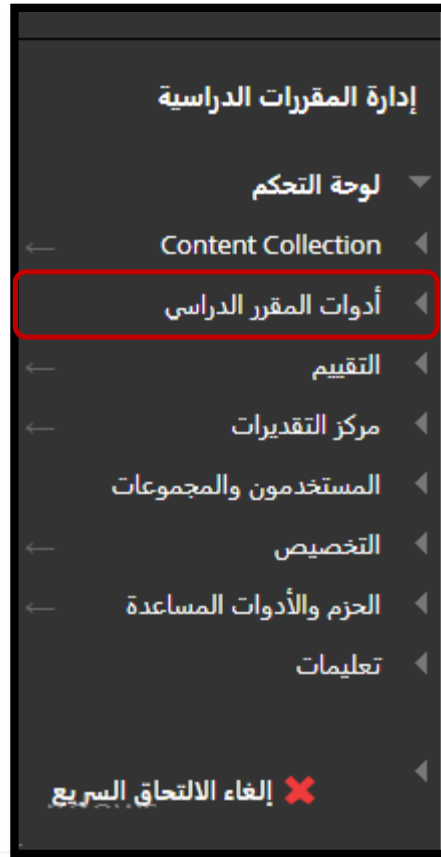 إدارة المقررات الدراسية
لوحة التحكم
Content Collection
أدوات المقرر الدراسي
التقييم
مركز التقديرات
المستخدمون والمجموعات
التخصيص
الحزم والأدوات المساعدة
تعليمات
إلغاء الالتحاق السريع